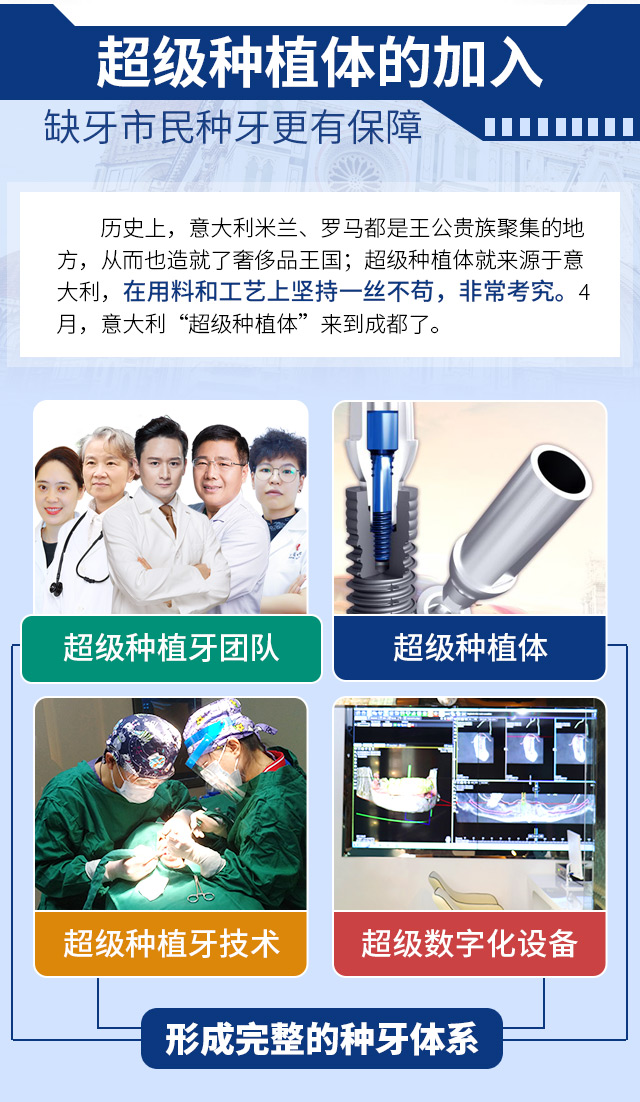 超级种植体的加入
缺牙市民种牙更有保障
历史上，意大利米兰、罗马都是王公贵族聚集的地
方，从而也造就了奢侈品王国；超级种植体就来源于意
大利，在用料和工艺上坚持一丝不苟，非常考究。4
月，意大利“超级种植体”来到成都了。
超级种植牙团队
超级种植体
超级种植牙技术
超级数字化设备
形成完整的种牙体系